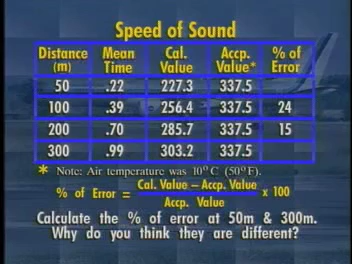 Speed of Sound
Distance (m) Mean Time Cal. Value Accp. Value* % of Error
50 .22 227.3 337.5
100 .39 256.4 337.5 24
200 .70 285.7 337.5 15
300 .99 303.2 337.5
* Note: Air temperature was 10° C (50° F).
% of Error = Cal. Value – Accp. Value / Accp. Value x 100
Calculate the % of error at 50m & 300m.
Why do you think they are different?